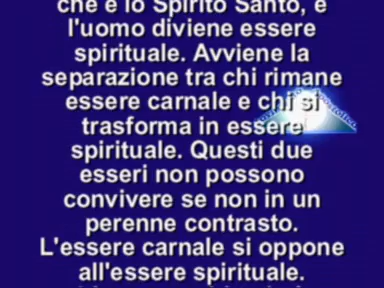 che è lo Spirito Santo, e
l'uomo diviene essere
spirituale. Avviene la
separazione tra chi rimane
essere carnale e chi si
trasforma in essere
spirituale. Questi due
esseri non possono
convivere se non in un
perenne contrasto.
L'essere carnale si oppone
all'essere spirituale.